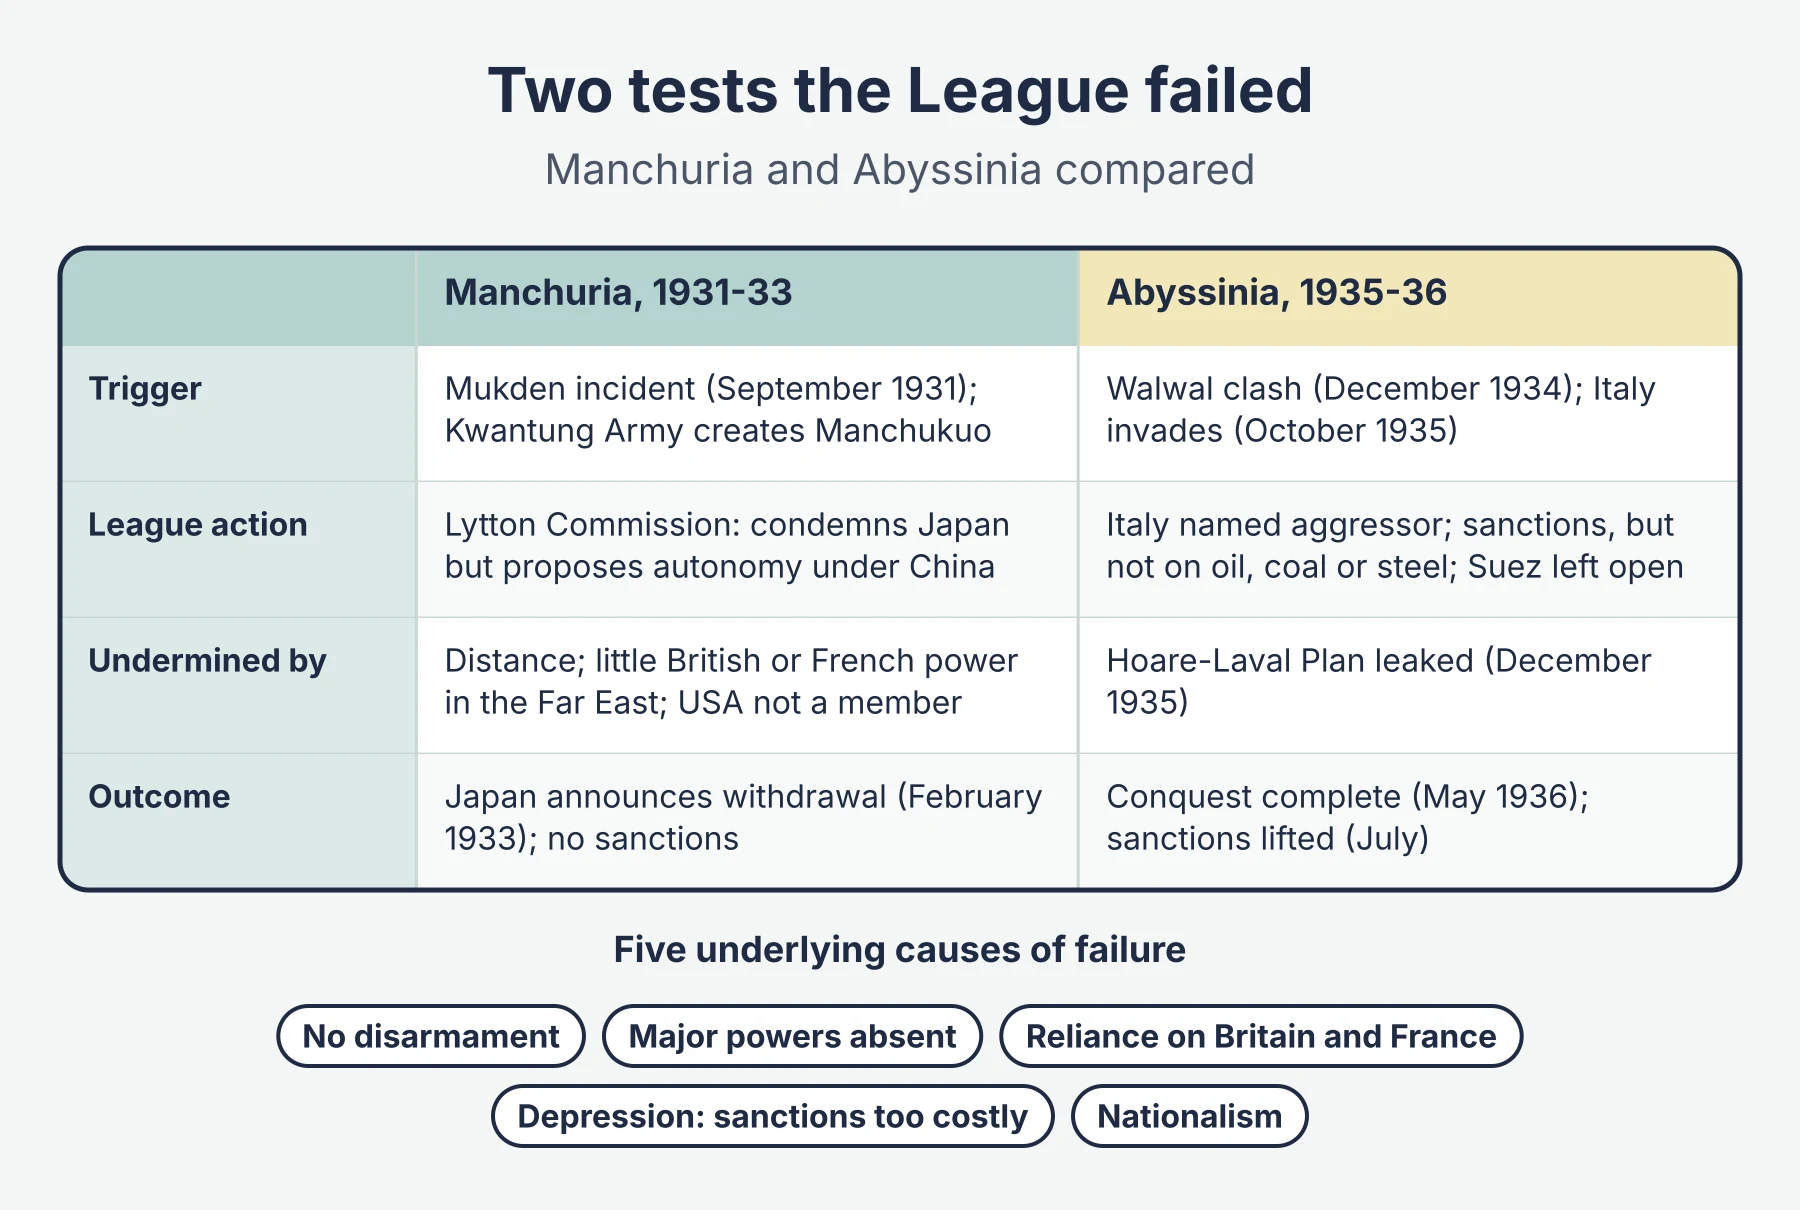 Two tests the League failed
Manchuria and Abyssinia compared
Manchuria, 1931-33
Abyssinia, 1935-36
Trigger
Mukden incident (September 1931);
Kwantung Army creates Manchukuo
Walwal clash (December 1934); Italy
invades (October 1935)
League action
Lytton Commission: condemns Japan
but proposes autonomy under China
Italy named aggressor; sanctions, but
not on oil, coal or steel; Suez left open
Undermined by
Distance; little British or French power
in the Far East; USA not a member
Hoare-Laval Plan leaked (December
1935)
Outcome
Japan announces withdrawal (February
1933); no sanctions
Conquest complete (May 1936);
sanctions lifted (July)
Five underlying causes of failure
No disarmament
Major powers absent
Reliance on Britain and France
Depression: sanctions too costly
Nationalism